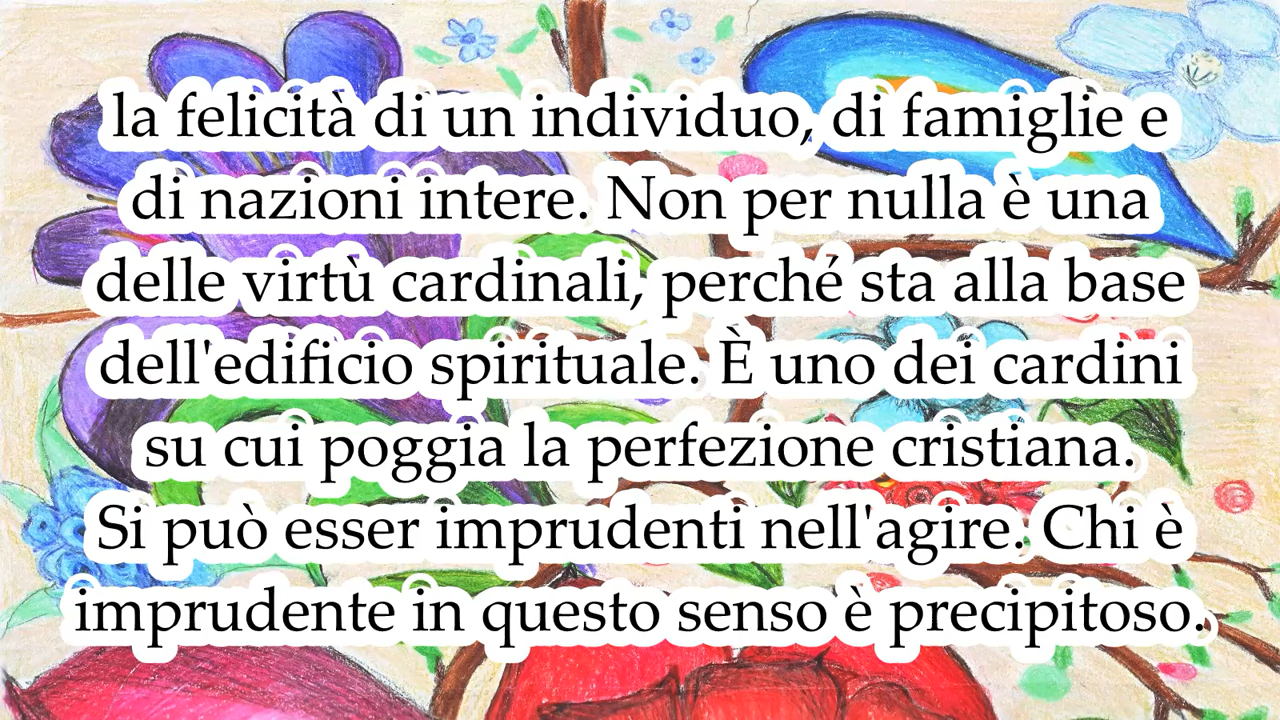 la felicità di un individuo, di famiglie e
di nazioni intere. Non per nulla è una
delle virtù cardinali, perché sta alla base
dell'edificio spirituale. È uno dei cardini
su cui poggia la perfezione cristiana.
Si può esser imprudenti nell'agire. Chi è
imprudente in questo senso è precipitoso.